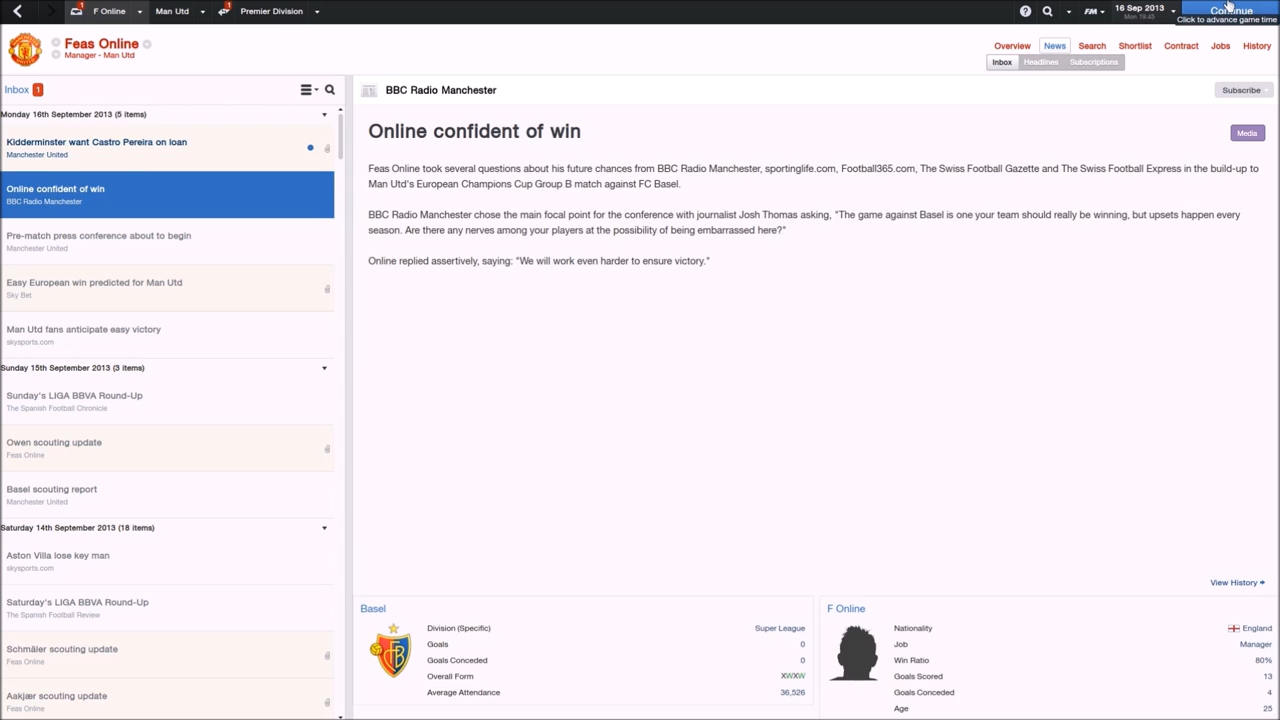 1
F Online
Man Utd
Premier Division
FM
16 Sep 2013
Mon 19:45
Continue
Click to advance game time
Feas Online
Manager - Man Utd
Overview
News
Search
Shortlist
Contract
Jobs
History
Inbox
Headlines
Subscriptions
Inbox 1
Monday 16th September 2013 (5 items)
Kidderminster want Castro Pereira on loan
Manchester United
Online confident of win
BBC Radio Manchester
Pre-match press conference about to begin
Manchester United
Easy European win predicted for Man Utd
Sky Bet
Man Utd fans anticipate easy victory
skysports.com
Sunday 15th September 2013 (3 items)
Sunday's LIGA BBVA Round-Up
The Spanish Football Chronicle
Owen scouting update
Feas Online
Basel scouting report
Manchester United
Saturday 14th September 2013 (18 items)
Aston Villa lose key man
skysports.com
Saturday's LIGA BBVA Round-Up
The Spanish Football Review
Schmäler scouting update
Feas Online
Aakjær scouting update
Feas Online
BBC Radio Manchester
Subscribe
Online confident of win
Media
Feas Online took several questions about his future chances from BBC Radio Manchester, sportinglife.com, Football365.com, The Swiss Football Gazette and The Swiss Football Express in the build-up to
Man Utd's European Champions Cup Group B match against FC Basel.
BBC Radio Manchester chose the main focal point for the conference with journalist Josh Thomas asking, "The game against Basel is one your team should really be winning, but upsets happen every
season. Are there any nerves among your players at the possibility of being embarrassed here?"
Online replied assertively, saying: "We will work even harder to ensure victory."
View History
Basel
Division (Specific) Super League
Goals 0
Goals Conceded 0
Overall Form XWXW
Average Attendance 36,526
F Online
Nationality England
Job Manager
Win Ratio 80%
Goals Scored 13
Goals Conceded 4
Age 25